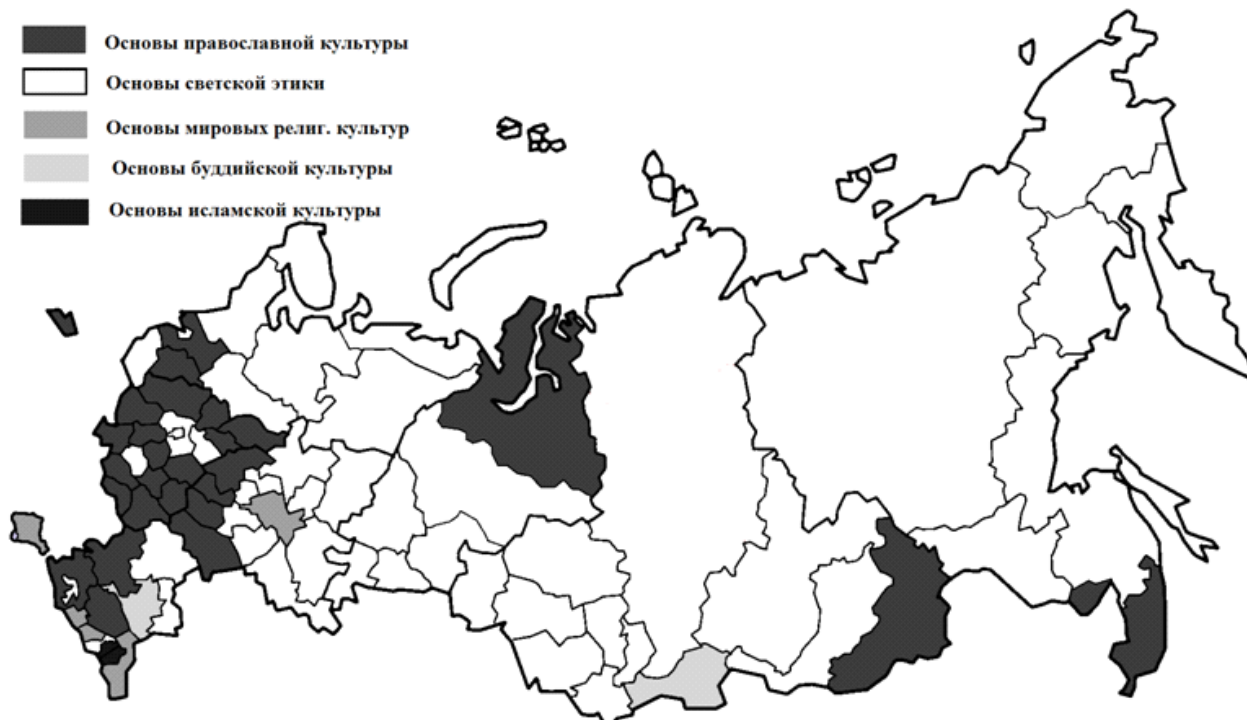 Основы православной культуры
Основы светской этики
Основы мировых религ. культур
Основы буддийской культуры
Основы исламской культуры